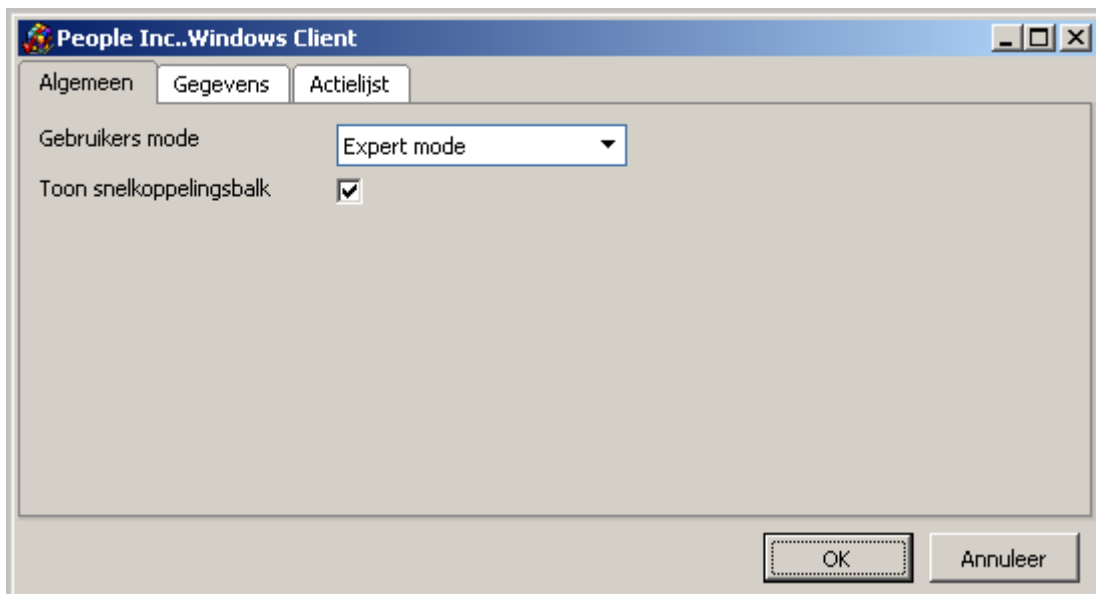 People Inc..Windows Client
Algemeen Gegevens Actielijst
Gebruikers mode Expert mode
Toon snelkoppelingsbalk
OK Annuleer